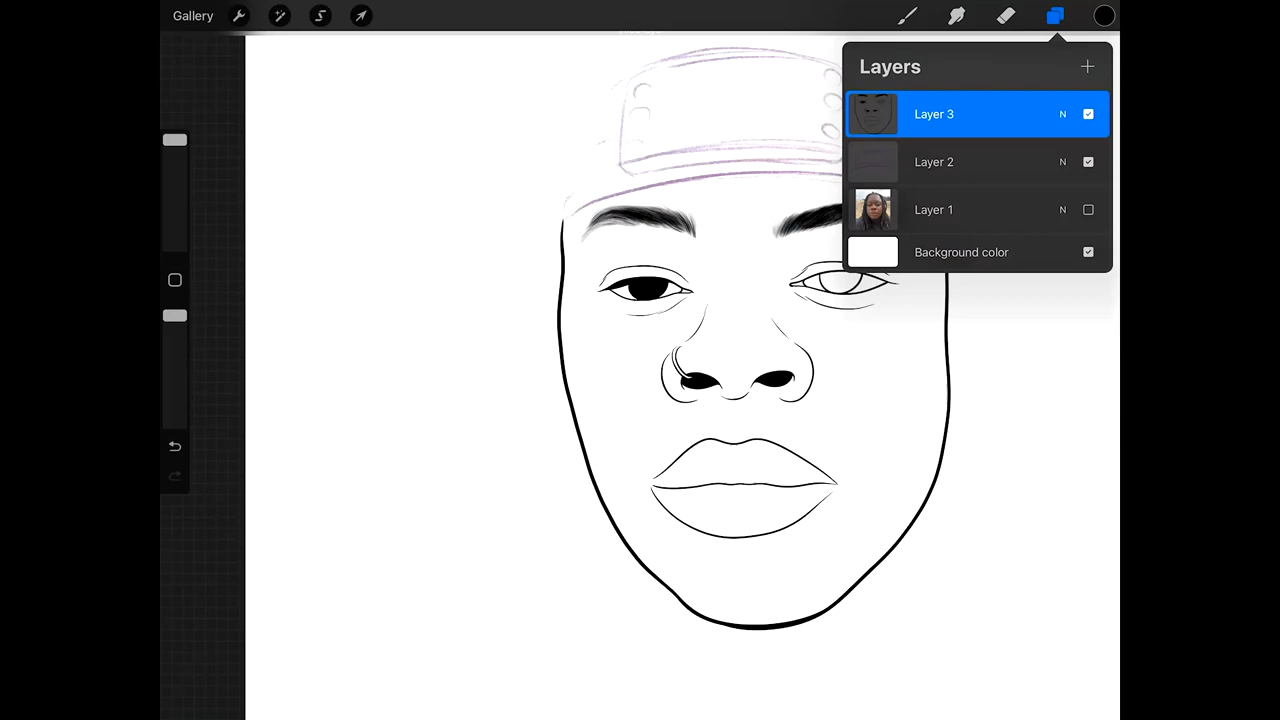 Gallery
Layers
Layer 3 N
Layer 2 N
Layer 1 N
Background color